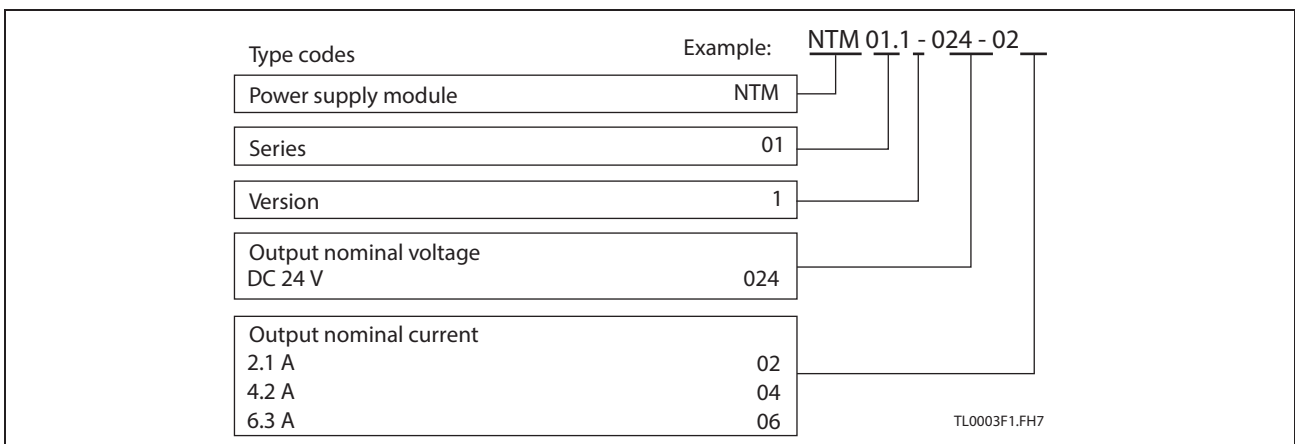 Type codes Example: NTM 01.1 - 024 - 02
Power supply module NTM
Series 01
Version 1
Output nominal voltage
DC 24 V 024
Output nominal current
2.1 A 02
4.2 A 04
6.3 A 06
TL0003F1.FH7